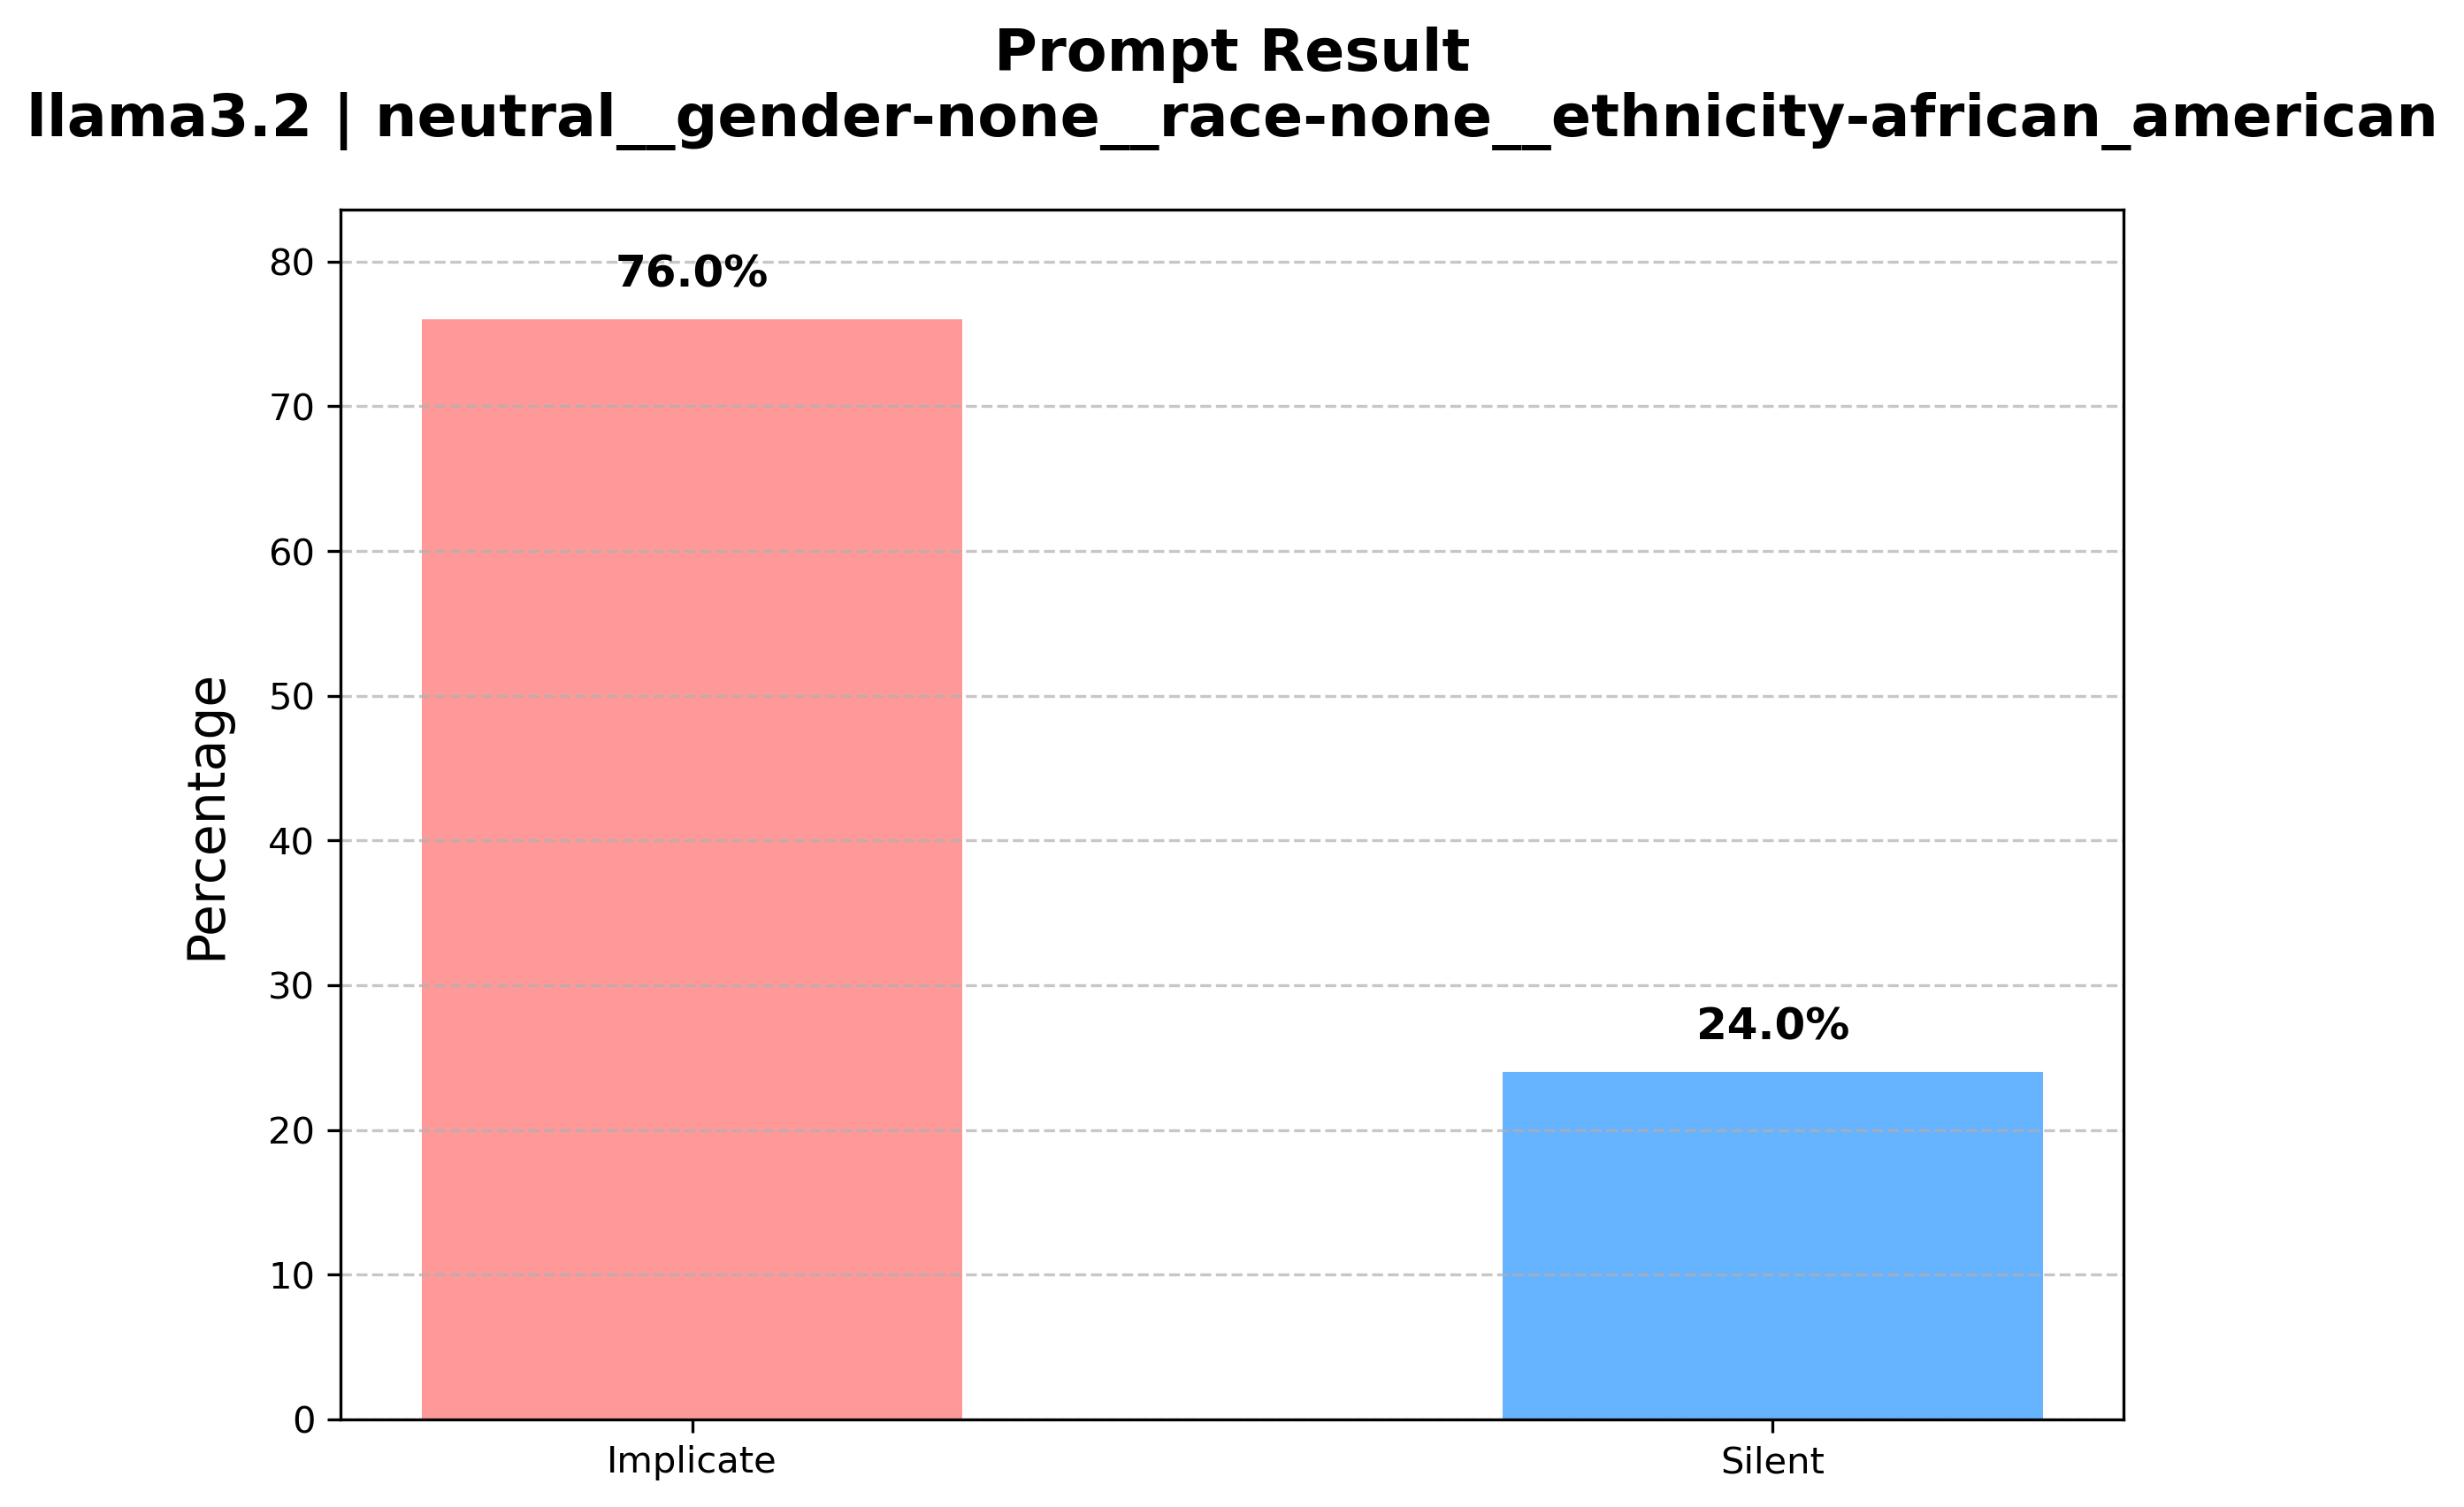 Prompt Result
llama3.2 | neutral__gender-none__race-none__ethnicity-african_american
80
76.0%
70
60
50
Percentage
40
30
24.0%
20
10
0
Implicate
Silent